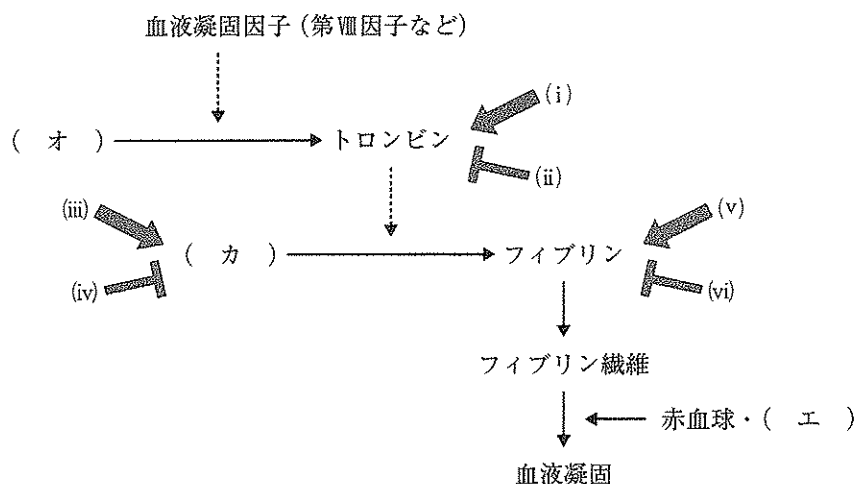 血液凝固因子(第Ⅷ因子など)
(i)
( オ )
トロンビン
(ii)
(iii)
(v)
( カ )
フィブリン
(iv)
(vi)
フィブリン繊維
赤血球・( エ )
血液凝固